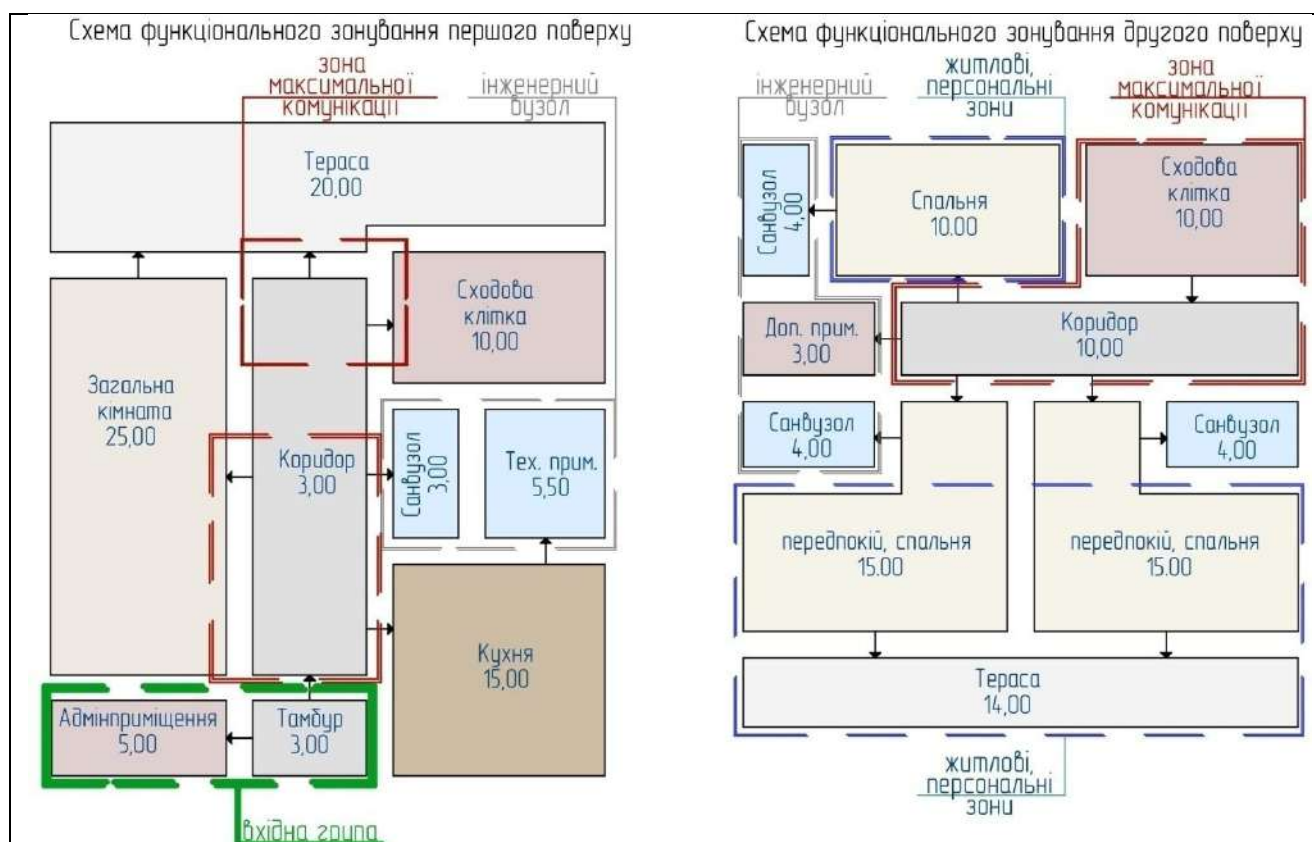 Схема функціонального зонування першого поверху
зона
максимальної
комунікації
інженерний
вузол
Тераса
20,00
Сходова
клітка
10,00
Загальна
кімната
25,00
Коридор
3,00
Санвузол
3,00
Тех. прим.
5,50
Кухня
15,00
Адмінприміщення
5,00
Тамбур
3,00
вхідна група
Схема функціонального зонування другого поверху
інженерний
вузол
житлові,
персональні
зони
зона
максимальної
комунікації
Санвузол
4,00
Спальня
10.00
Сходова
клітка
10,00
Доп. прим.
3,00
Коридор
10,00
Санвузол
4,00
Санвузол
4,00
передпокій, спальня
15.00
передпокій, спальня
15.00
Тераса
14,00
житлові,
персональні
зони